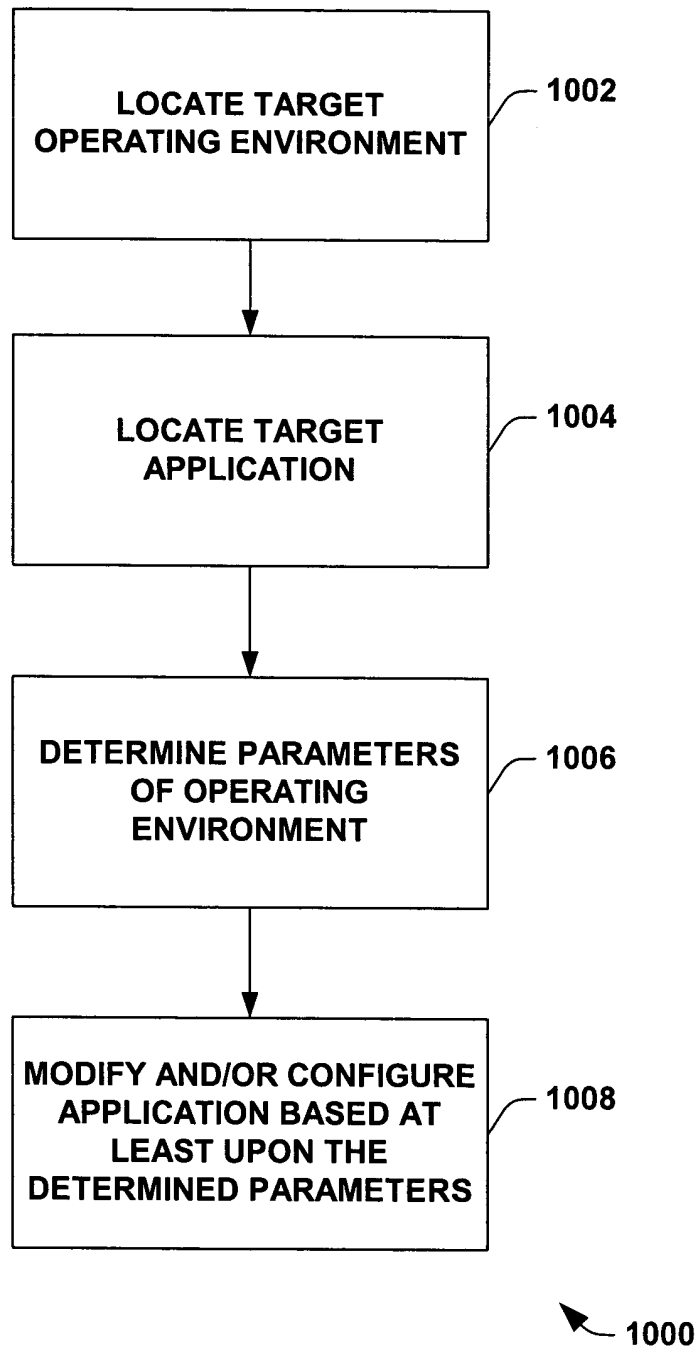 LOCATE TARGET
OPERATING ENVIRONMENT
1002
LOCATE TARGET
APPLICATION
1004
DETERMINE PARAMETERS
OF OPERATING
ENVIRONMENT
1006
MODIFY AND/OR CONFIGURE
APPLICATION BASED AT
LEAST UPON THE
DETERMINED PARAMETERS
1008
1000